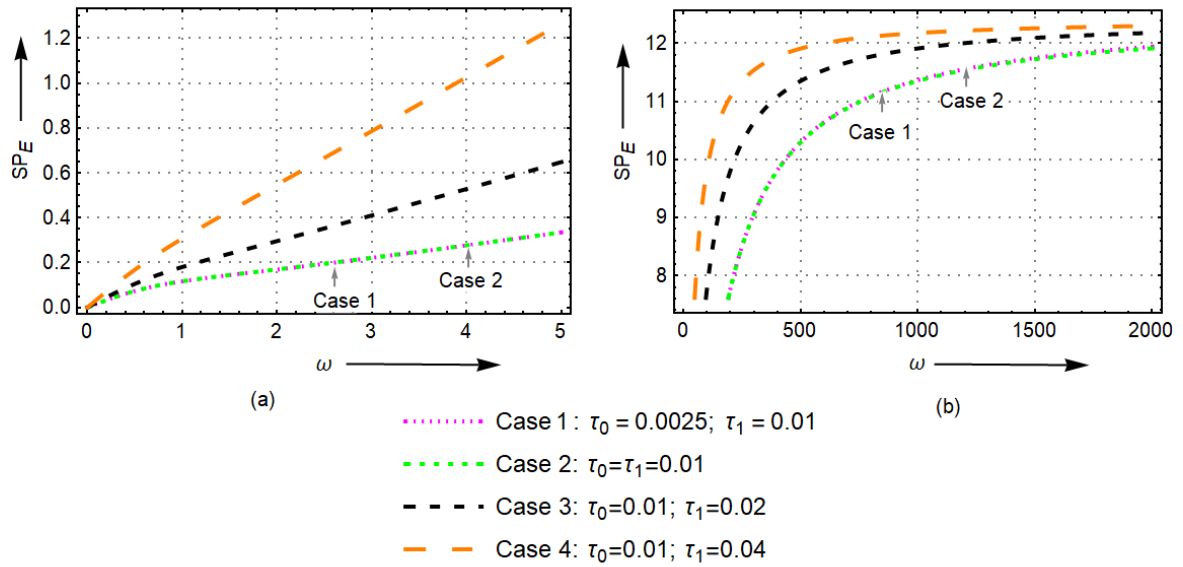 1.2
1.0
0.8
0.6
0.4
0.2
0.0
SP_E
Case 1
Case 2
0 1 2 3 4 5
ω
(a)
12
11
10
9
8
SP_E
Case 1
Case 2
0 500 1000 1500 2000
ω
(b)
Case 1: τ₀ = 0.0025; τ₁ = 0.01
Case 2: τ₀=τ₁=0.01
Case 3: τ₀=0.01; τ₁=0.02
Case 4: τ₀=0.01; τ₁=0.04